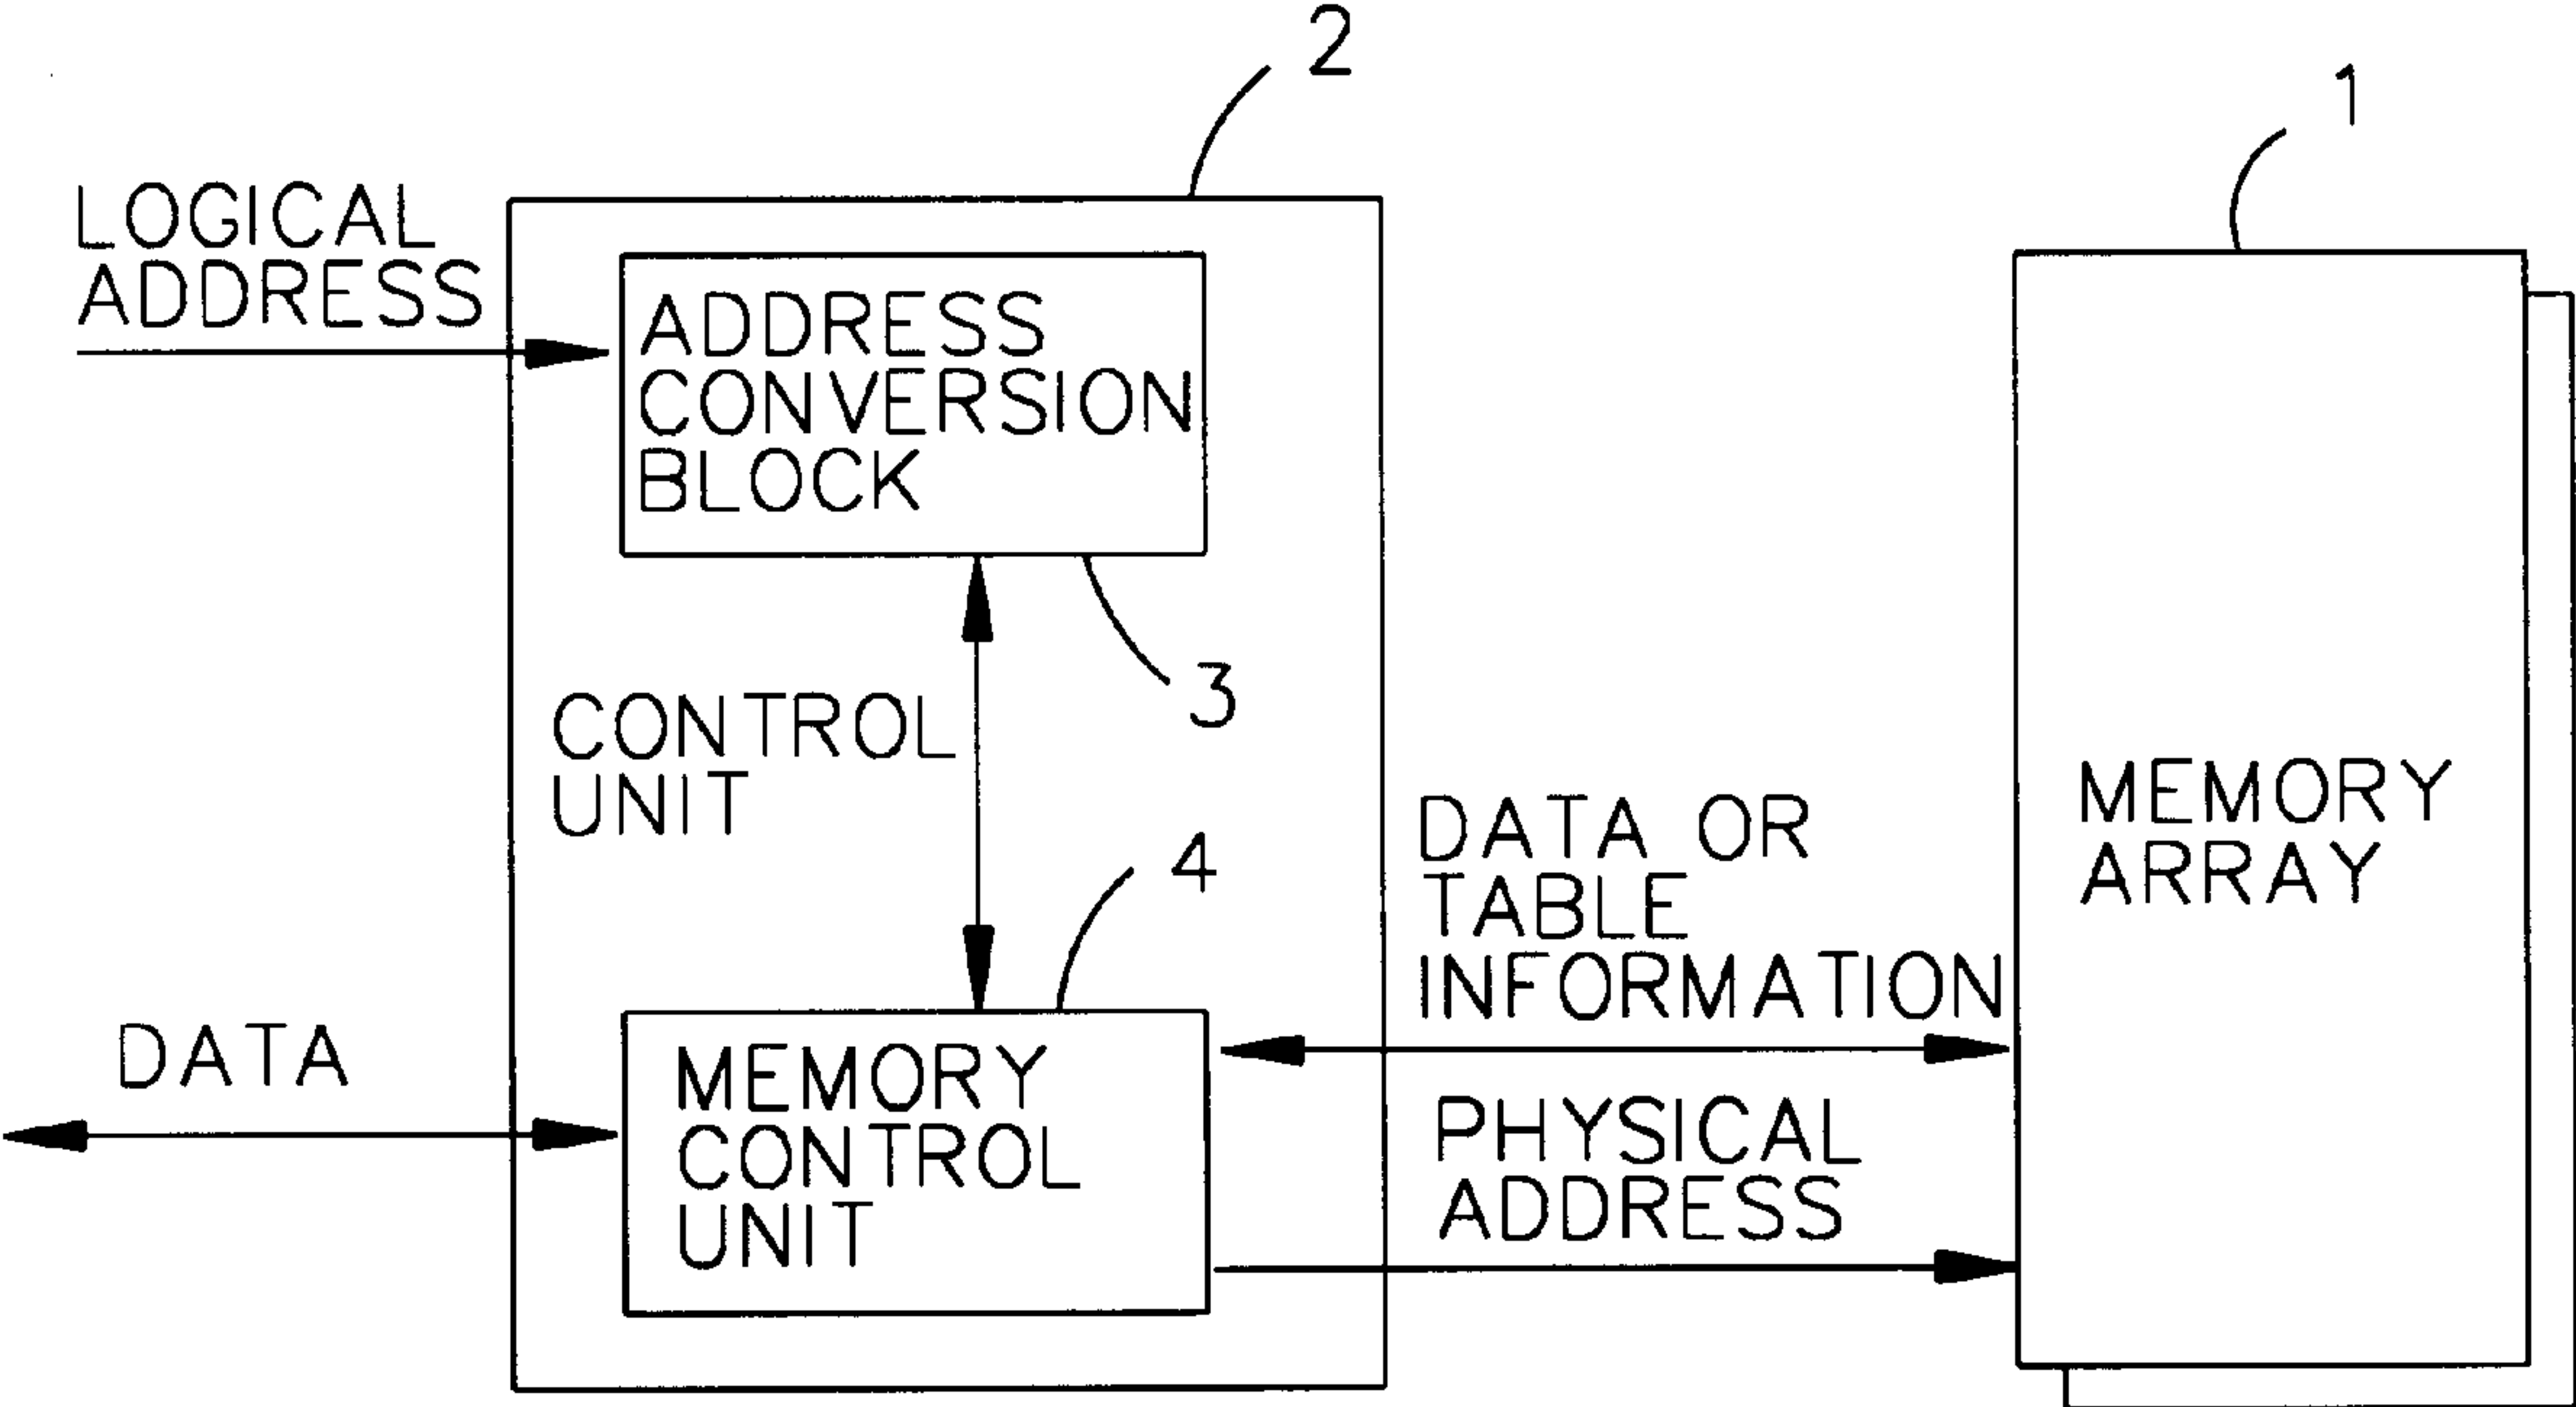 2
1
LOGICAL
ADDRESS
ADDRESS
CONVERSION
BLOCK
3
CONTROL
UNIT
4
DATA OR
TABLE
INFORMATION
MEMORY
ARRAY
DATA
MEMORY
CONTROL
UNIT
PHYSICAL
ADDRESS